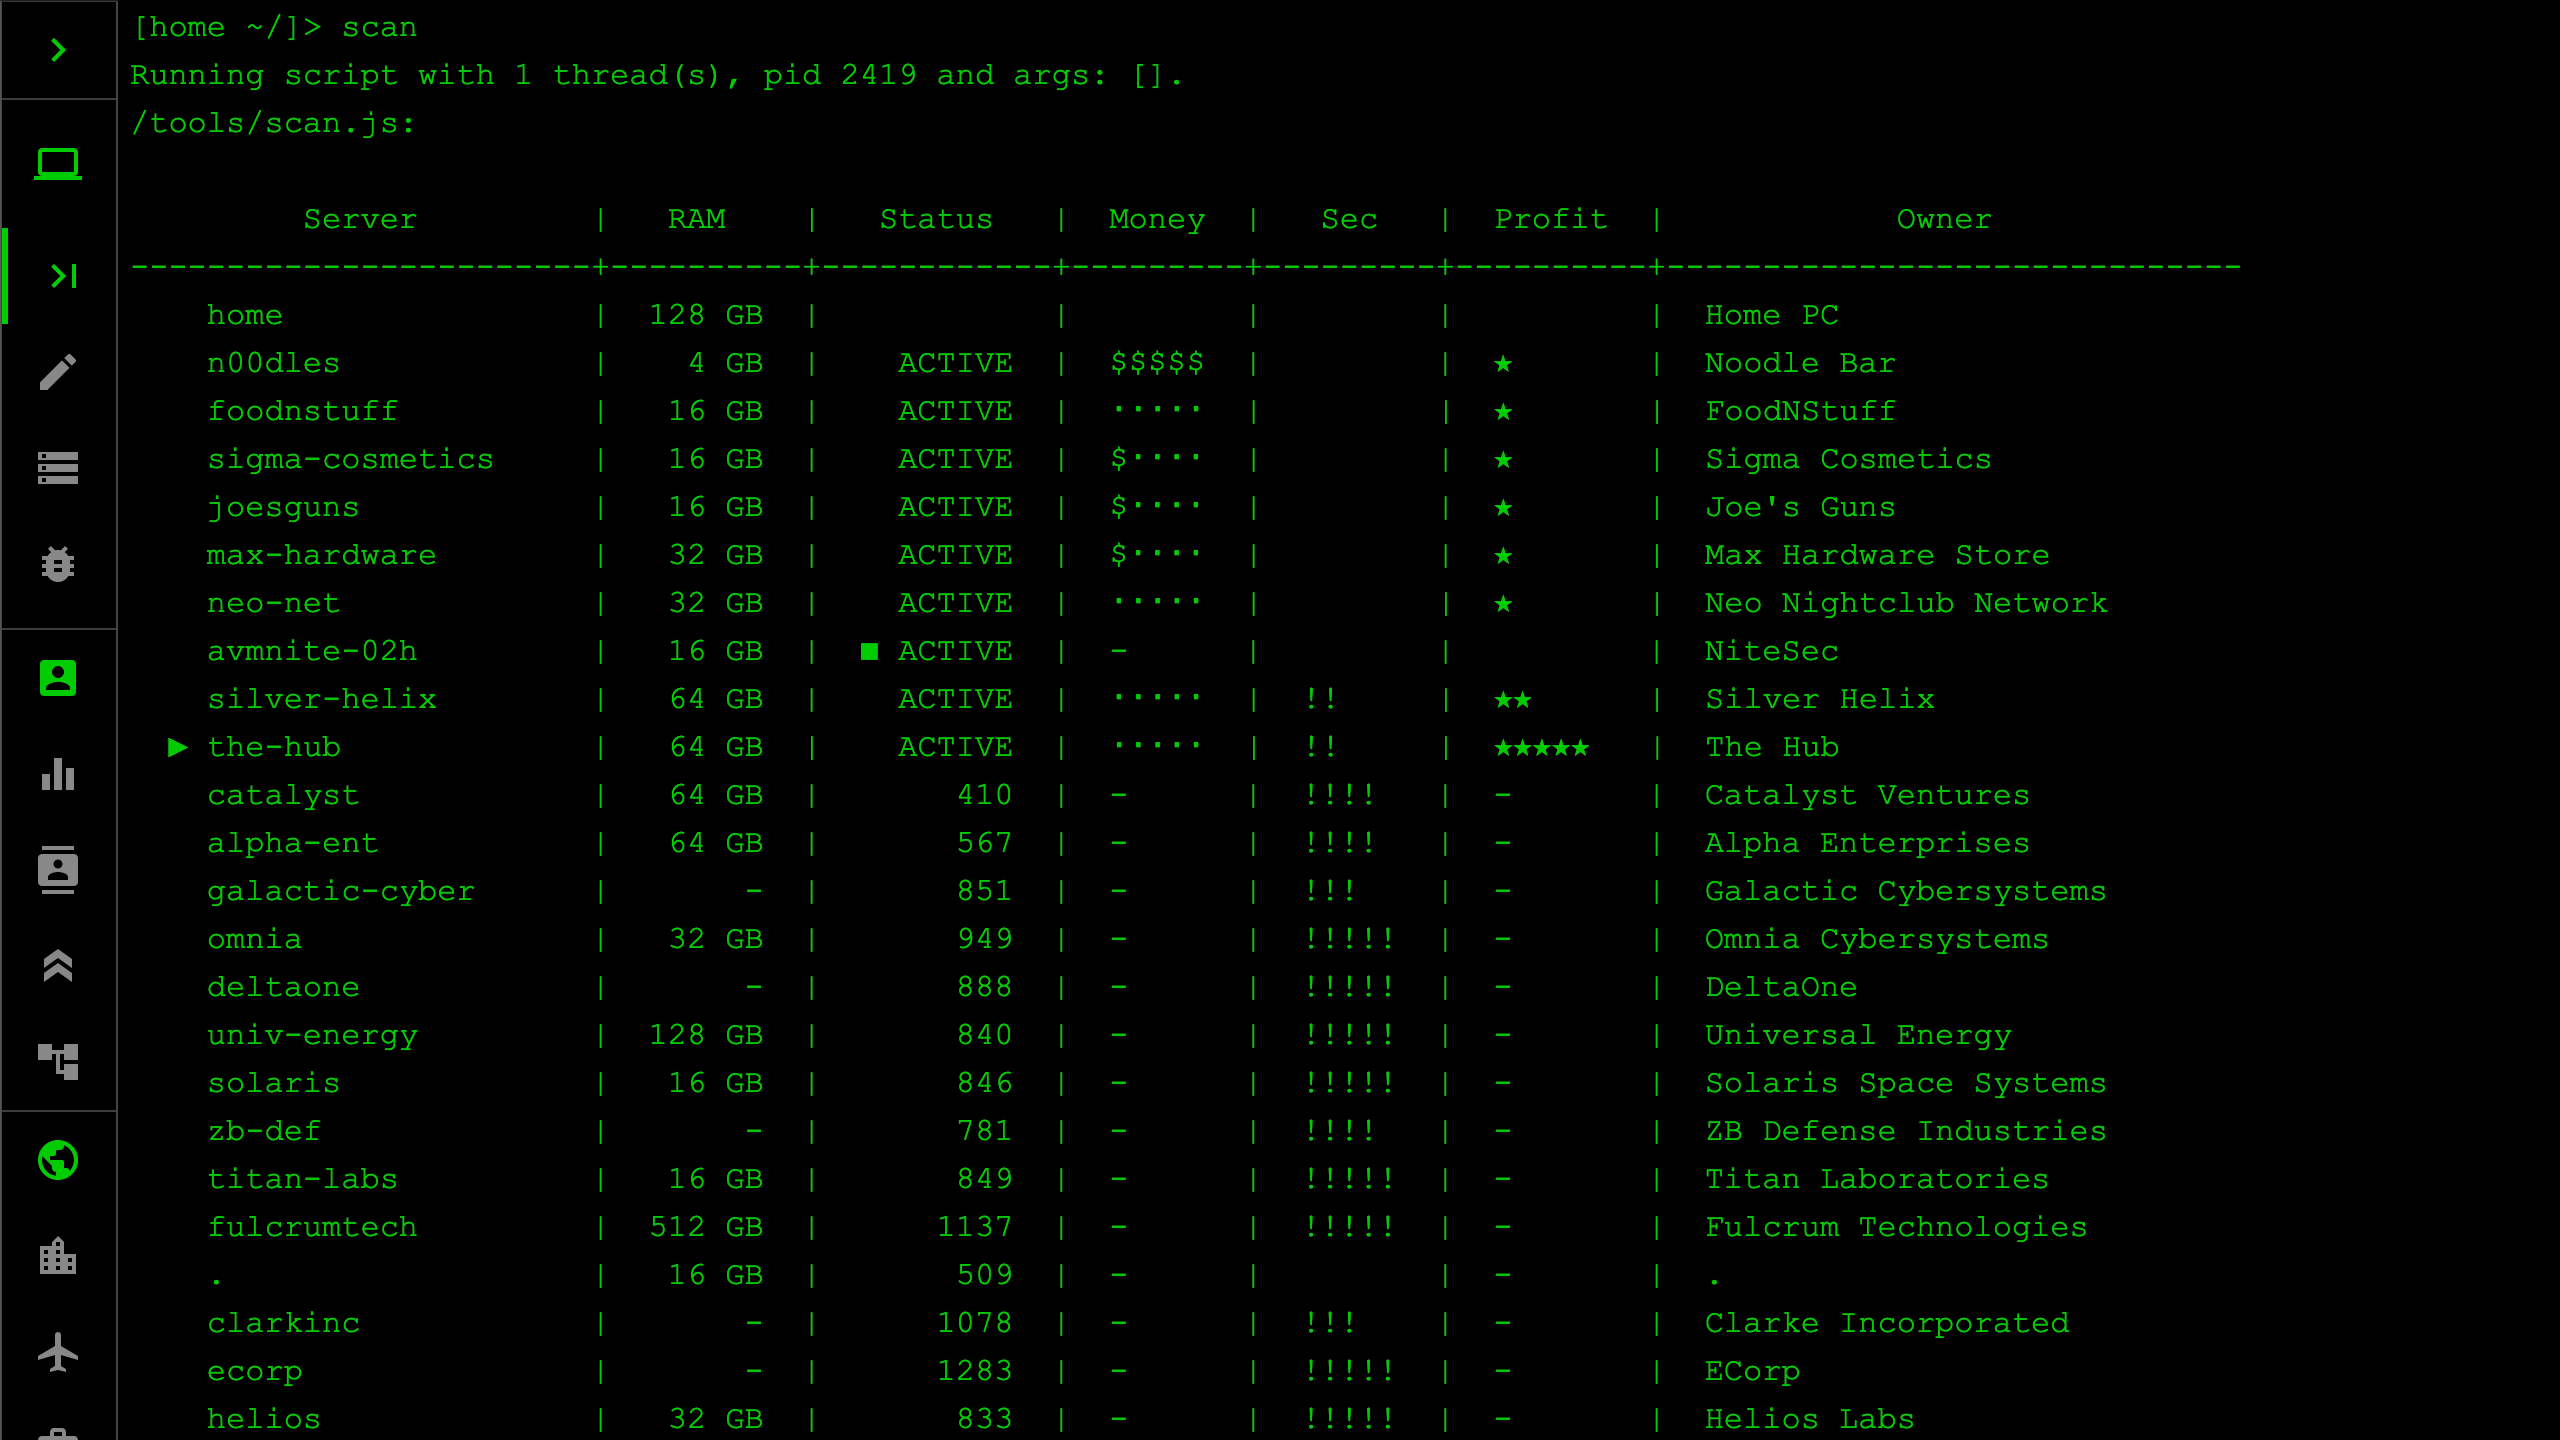 [home ~/]> scan
Running script with 1 thread(s), pid 2419 and args: [].
/tools/scan.js:
Server | RAM | Status | Money | Sec | Profit | Owner
------------------------+----------+------------+---------+---------+----------+------------------------------
home | 128 GB | | | | | Home PC
n00dles | 4 GB | ACTIVE | $$$$$ | | ★ | Noodle Bar
foodnstuff | 16 GB | ACTIVE | ····· | | ★ | FoodNStuff
sigma-cosmetics | 16 GB | ACTIVE | $···· | | ★ | Sigma Cosmetics
joesguns | 16 GB | ACTIVE | $···· | | ★ | Joe's Guns
max-hardware | 32 GB | ACTIVE | $···· | | ★ | Max Hardware Store
neo-net | 32 GB | ACTIVE | ····· | | ★ | Neo Nightclub Network
avmnite-02h | 16 GB | ■ ACTIVE | - | | | NiteSec
silver-helix | 64 GB | ACTIVE | ····· | !! | ★★ | Silver Helix
► the-hub | 64 GB | ACTIVE | ····· | !! | ★★★★★ | The Hub
catalyst | 64 GB | 410 | - | !!!! | - | Catalyst Ventures
alpha-ent | 64 GB | 567 | - | !!!! | - | Alpha Enterprises
galactic-cyber | - | 851 | - | !!! | - | Galactic Cybersystems
omnia | 32 GB | 949 | - | !!!!! | - | Omnia Cybersystems
deltaone | - | 888 | - | !!!!! | - | DeltaOne
univ-energy | 128 GB | 840 | - | !!!!! | - | Universal Energy
solaris | 16 GB | 846 | - | !!!!! | - | Solaris Space Systems
zb-def | - | 781 | - | !!!! | - | ZB Defense Industries
titan-labs | 16 GB | 849 | - | !!!!! | - | Titan Laboratories
fulcrumtech | 512 GB | 1137 | - | !!!!! | - | Fulcrum Technologies
. | 16 GB | 509 | - | | - | .
clarkinc | - | 1078 | - | !!! | - | Clarke Incorporated
ecorp | - | 1283 | - | !!!!! | - | ECorp
helios | 32 GB | 833 | - | !!!!! | - | Helios Labs